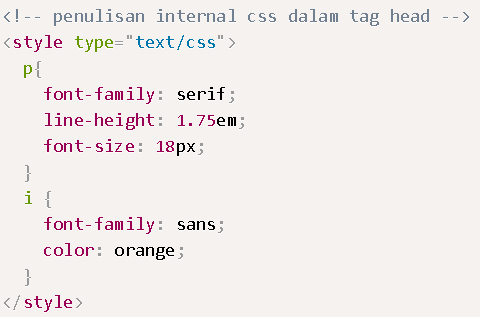 <!-- penulisan internal css dalam tag head -->
<style type="text/css">
  p{
    font-family: serif;
    line-height: 1.75em;
    font-size: 18px;
  }
  i {
    font-family: sans;
    color: orange;
  }
</style>